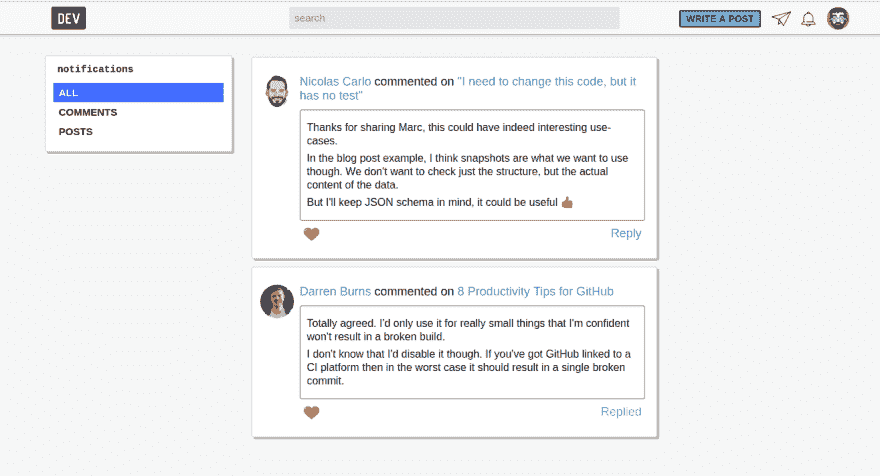 DEV
search
WRITE A POST
notifications
ALL
COMMENTS
POSTS
Nicolas Carlo commented on "I need to change this code, but it
has no test"
Thanks for sharing Marc, this could have indeed interesting use-
cases.
In the blog post example, I think snapshots are what we want to use
though. We don't want to check just the structure, but the actual
content of the data.
But I'll keep JSON schema in mind, it could be useful 👍
Reply
Darren Burns commented on 8 Productivity Tips for GitHub
Totally agreed. I'd only use it for really small things that I'm confident
won't result in a broken build.
I don't know that I'd disable it though. If you've got GitHub linked to a
CI platform then in the worst case it should result in a single broken
commit.
Replied